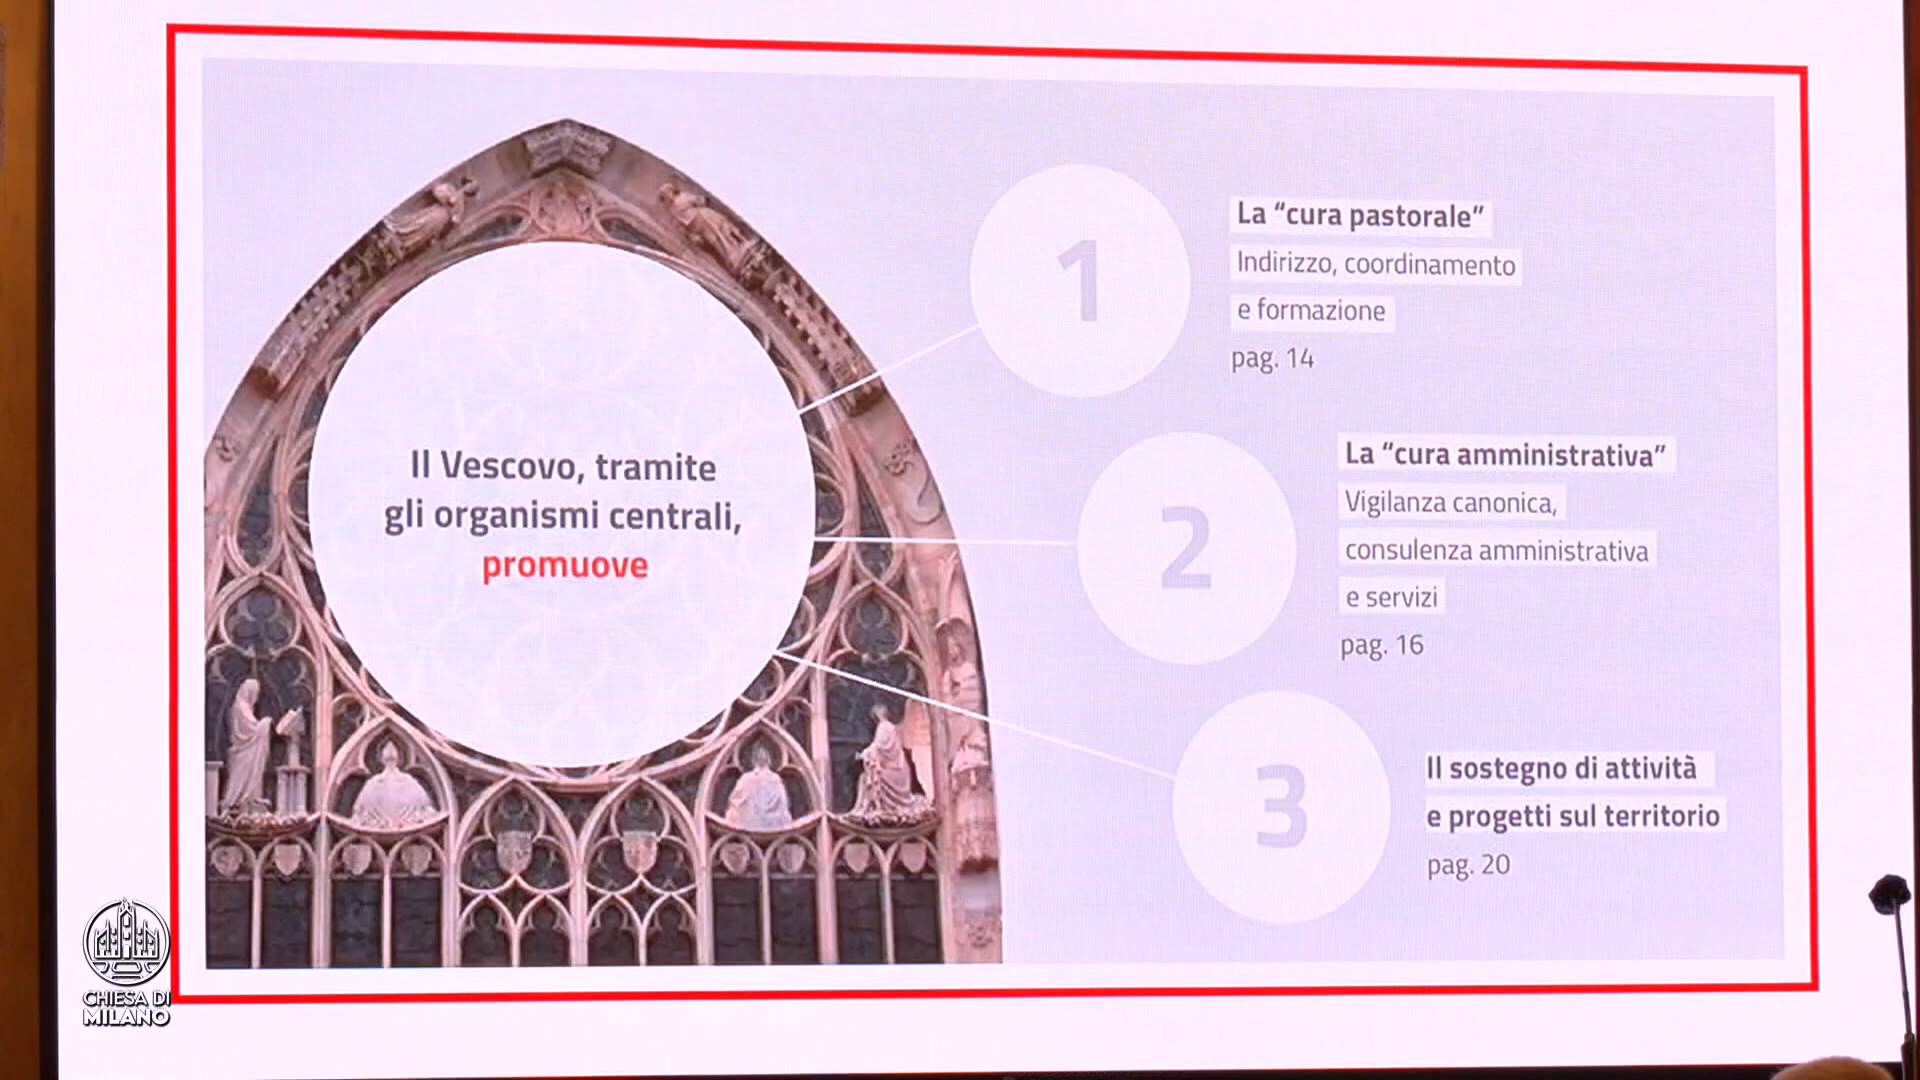 Il Vescovo, tramite
gli organismi centrali,
promuove
1
La “cura pastorale”
Indirizzo, coordinamento
e formazione
pag. 14
2
La “cura amministrativa”
Vigilanza canonica,
consulenza amministrativa
e servizi
pag. 16
3
Il sostegno di attività
e progetti sul territorio
pag. 20
CHIESA DI
MILANO